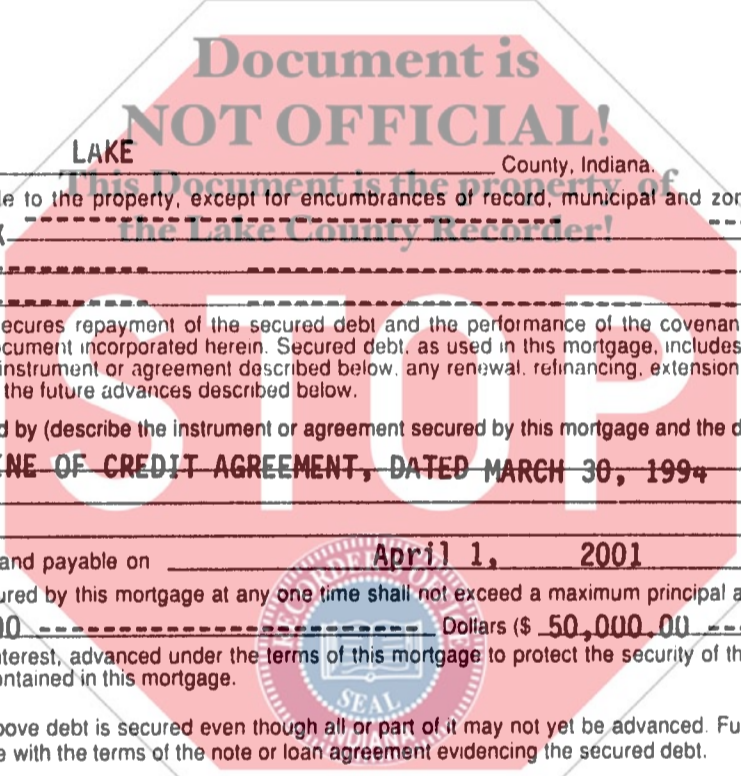 Document is
NOT OFFICIAL!
LAKE County, Indiana.
This Document is the property of
le to the property, except for encumbrances of record, municipal and zon
the Lake County Recorder!
STOP
ecures repayment of the secured debt and the performance of the covenan
cument incorporated herein. Secured debt, as used in this mortgage, includes
instrument or agreement described below, any renewal, refinancing, extension
the future advances described below.
d by (describe the instrument or agreement secured by this mortgage and the d
NE OF CREDIT AGREEMENT, DATED MARCH 30, 1994
and payable on April 1, 2001
ured by this mortgage at any one time shall not exceed a maximum principal a
00 Dollars ($ 50,000.00
nterest, advanced under the terms of this mortgage to protect the security of th
ontained in this mortgage.
RECORDER'S OFFICE
SEAL
INDIANA
bove debt is secured even though all or part of it may not yet be advanced. Fu
e with the terms of the note or loan agreement evidencing the secured debt.